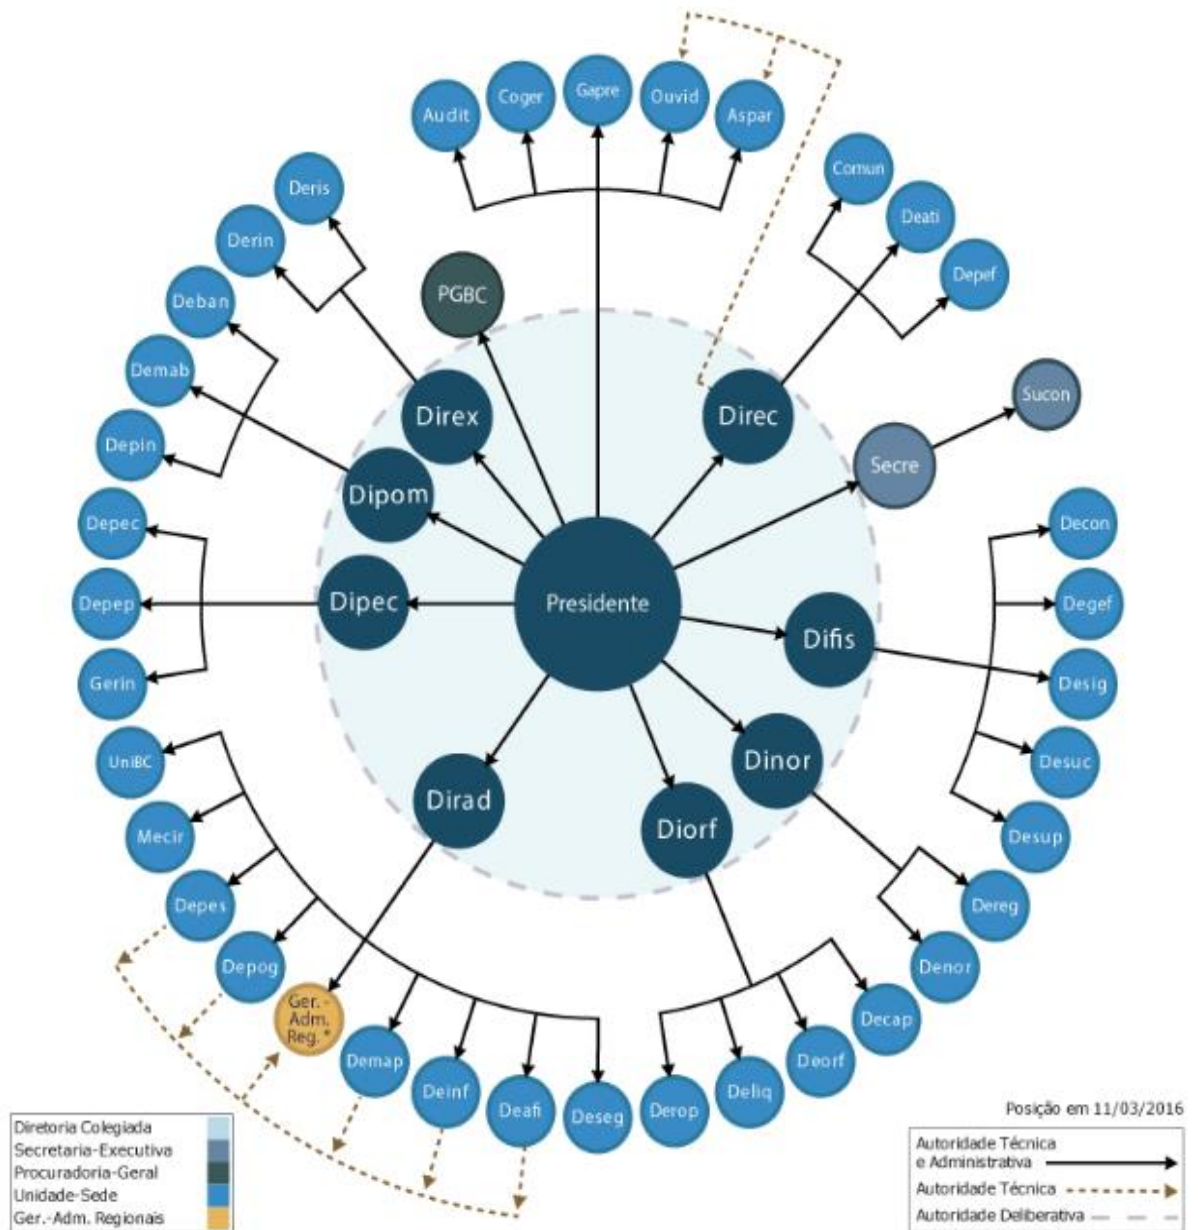 Audit
Coger
Gapre
Ouvid
Aspar
Comun
Deati
Depef
Deris
Derin
Deban
Demab
Depin
Depec
Depep
Gerin
UniBC
Mecir
Depes
Depog
Ger.-
Adm.
Reg. *
Demap
Deinf
Deafi
Deseg
Derop
Deliq
Deorf
Decap
Denor
Dereg
Desup
Desuc
Desig
Degef
Decon
Sucon
Secre
PGBC
Direx
Direc
Dipom
Dipec
Presidente
Difis
Dinor
Diorf
Dirad
Diretoria Colegiada
Secretaria-Executiva
Procuradoria-Geral
Unidade-Sede
Ger.-Adm. Regionais
Posição em 11/03/2016
Autoridade Técnica
e Administrativa
Autoridade Técnica
Autoridade Deliberativa